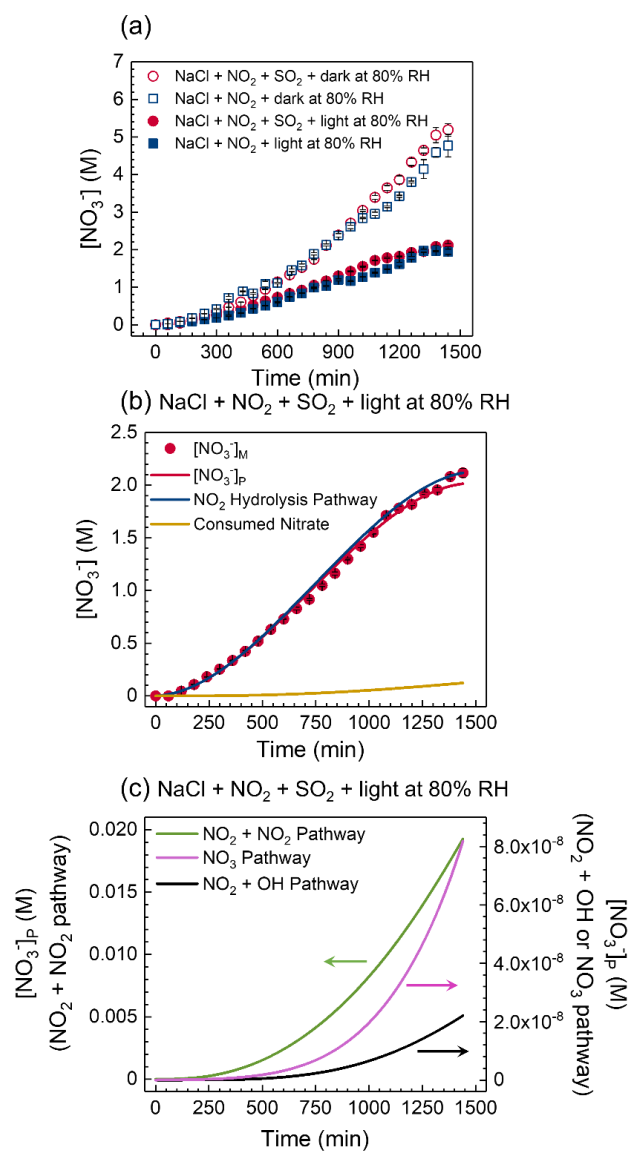 (a)
NaCl + NO₂ + SO₂ + dark at 80% RH
NaCl + NO₂ + dark at 80% RH
NaCl + NO₂ + SO₂ + light at 80% RH
NaCl + NO₂ + light at 80% RH
[NO₃⁻] (M)
7
6
5
4
3
2
1
0
0 300 600 900 1200 1500
Time (min)
(b) NaCl + NO₂ + SO₂ + light at 80% RH
[NO₃⁻]M
[NO₃⁻]P
NO₂ Hydrolysis Pathway
Consumed Nitrate
[NO₃⁻] (M)
2.5
2.0
1.5
1.0
0.5
0
0 250 500 750 1000 1250 1500
Time (min)
(c) NaCl + NO₂ + SO₂ + light at 80% RH
NO₂ + NO₂ Pathway
NO₃ Pathway
NO₂ + OH Pathway
[NO₃⁻]P (M)
(NO₂ + NO₂ pathway)
0.020
0.015
0.010
0.005
0
8.0x10⁻⁸
6.0x10⁻⁸
4.0x10⁻⁸
2.0x10⁻⁸
0
[NO₃⁻]P (M)
(NO₂ + OH or NO₃ pathway)
0 250 500 750 1000 1250 1500
Time (min)